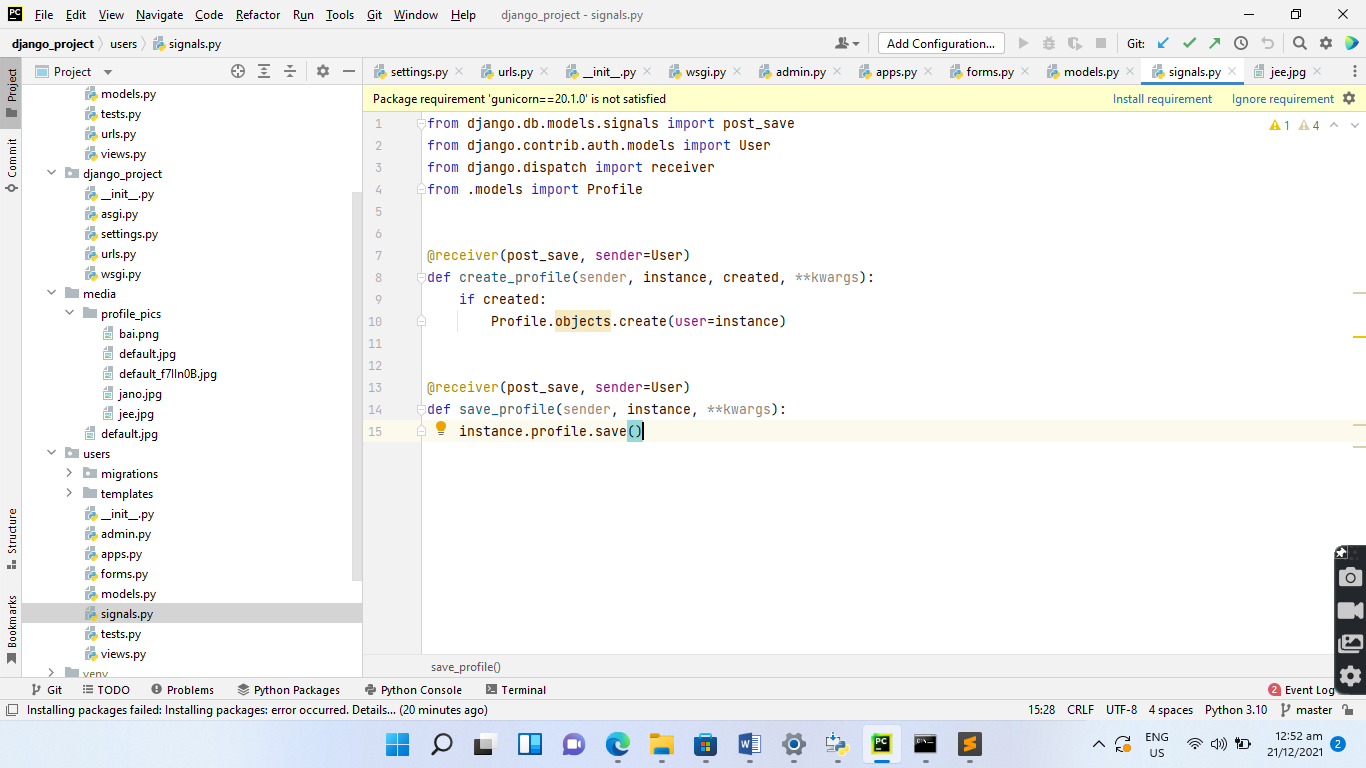 PC File Edit View Navigate Code Refactor Run Tools Git Window Help django_project - signals.py
django_project users signals.py Add Configuration... Git:
Project settings.py urls.py __init__.py wsgi.py admin.py apps.py forms.py models.py signals.py jee.jpg
Package requirement 'gunicorn==20.1.0' is not satisfied Install requirement Ignore requirement
Project
Commit
Structure
Bookmarks
models.py
tests.py
urls.py
views.py
django_project
__init__.py
asgi.py
settings.py
urls.py
wsgi.py
media
profile_pics
bai.png
default.jpg
default_f7lln0B.jpg
jano.jpg
jee.jpg
default.jpg
users
migrations
templates
__init__.py
admin.py
apps.py
forms.py
models.py
signals.py
tests.py
views.py
venv
1 from django.db.models.signals import post_save
1 4
2 from django.contrib.auth.models import User
3 from django.dispatch import receiver
4 from .models import Profile
5
6
7 @receiver(post_save, sender=User)
8 def create_profile(sender, instance, created, **kwargs):
9 if created:
10 Profile.objects.create(user=instance)
11
12
13 @receiver(post_save, sender=User)
14 def save_profile(sender, instance, **kwargs):
15 instance.profile.save()
save_profile()
Git TODO Problems Python Packages Python Console Terminal 2 Event Log
Installing packages failed: Installing packages: error occurred. Details... (20 minutes ago) 15:28 CRLF UTF-8 4 spaces Python 3.10 master
PC
ENG
US
12:52 am
21/12/2021
2